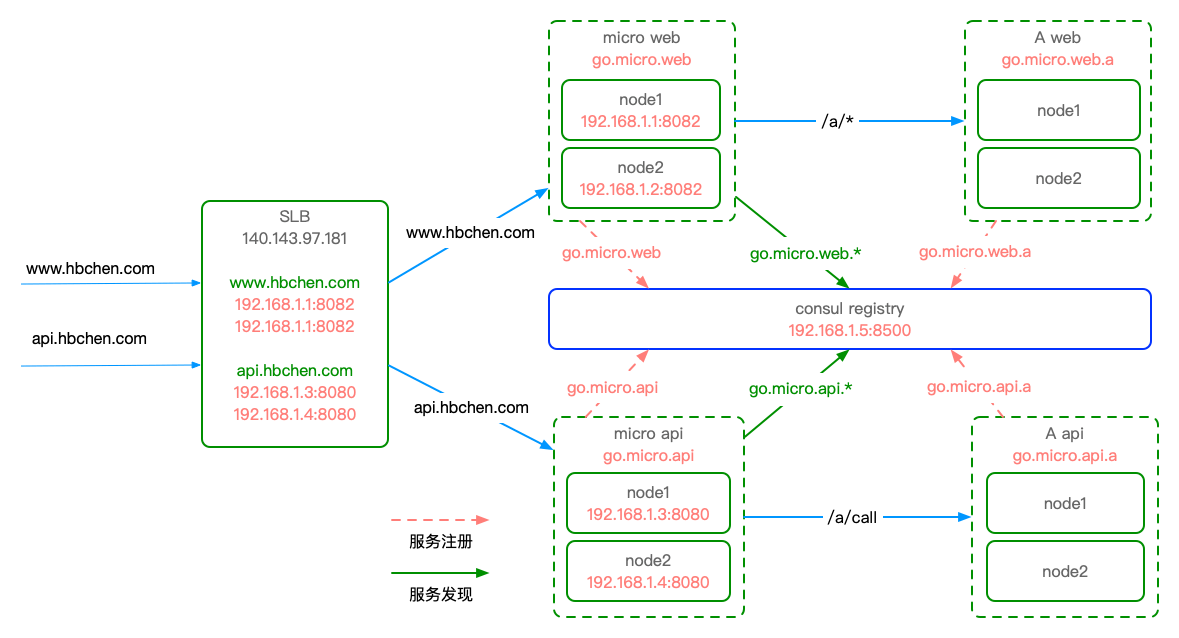 www.hbchen.com
api.hbchen.com
SLB
140.143.97.181
www.hbchen.com
192.168.1.1:8082
192.168.1.1:8082
api.hbchen.com
192.168.1.3:8080
192.168.1.4:8080
www.hbchen.com
api.hbchen.com
micro web
go.micro.web
node1
192.168.1.1:8082
node2
192.168.1.2:8082
/a/*
A web
go.micro.web.a
node1
node2
go.micro.web
go.micro.web.*
go.micro.web.a
consul registry
192.168.1.5:8500
go.micro.api
go.micro.api.*
go.micro.api.a
micro api
go.micro.api
node1
192.168.1.3:8080
node2
192.168.1.4:8080
/a/call
A api
go.micro.api.a
node1
node2
服务注册
服务发现